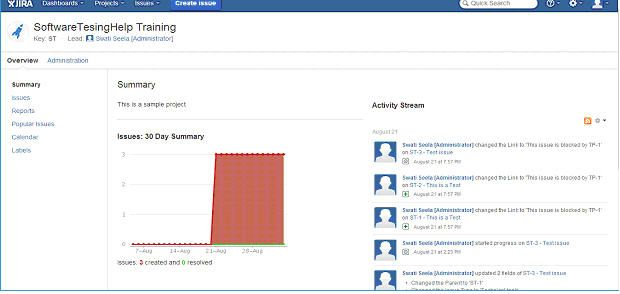 JIRA Dashboards Projects Issues Create issue Quick Search
SoftwareTesingHelp Training
Key: ST Lead: Swati Seela [Administrator]
Overview Administration
Summary
Issues
Reports
Popular Issues
Calendar
Labels
Summary
This is a sample project
Issues: 30 Day Summary
3
2
1
0
7-Aug 14-Aug 21-Aug 28-Aug
Issues: 3 created and 0 resolved
Activity Stream
August 21
Swati Seela [Administrator] changed the Link to 'This issue is blocked by TP-1'
on ST-3 - Test issue
August 21 at 7:57 PM
Swati Seela [Administrator] changed the Link to 'This issue is blocked by TP-1'
on ST-2 - This is a Test
August 21 at 7:57 PM
Swati Seela [Administrator] changed the Link to 'This issue is blocked by TP-1'
on ST-1 - This is a Test
August 21 at 7:57 PM
Swati Seela [Administrator] started progress on ST-3 - Test issue
August 21 at 2:23 PM
Swati Seela [Administrator] updated 2 fields of ST-3 - Test issue
Changed the Parent to 'ST-1'